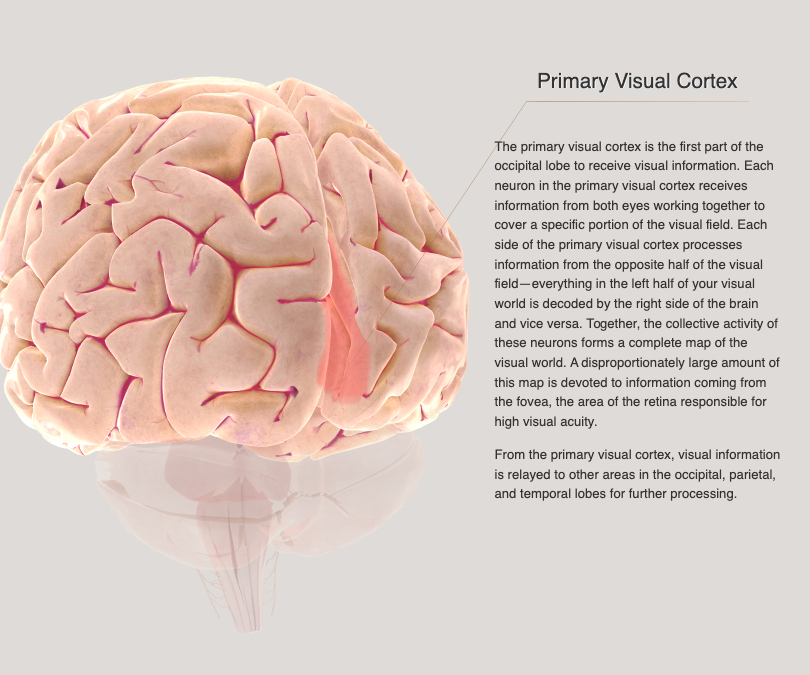 Primary Visual Cortex
The primary visual cortex is the first part of the
occipital lobe to receive visual information. Each
neuron in the primary visual cortex receives
information from both eyes working together to
cover a specific portion of the visual field. Each
side of the primary visual cortex processes
information from the opposite half of the visual
field—everything in the left half of your visual
world is decoded by the right side of the brain
and vice versa. Together, the collective activity of
these neurons forms a complete map of the
visual world. A disproportionately large amount of
this map is devoted to information coming from
the fovea, the area of the retina responsible for
high visual acuity.
From the primary visual cortex, visual information
is relayed to other areas in the occipital, parietal,
and temporal lobes for further processing.